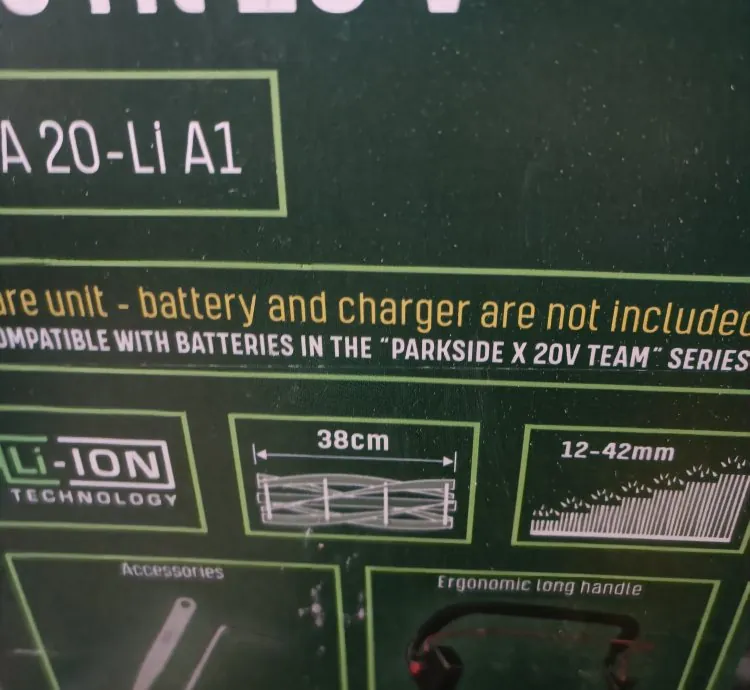 A 20-Li A1
are unit - battery and charger are not included
COMPATIBLE WITH BATTERIES IN THE "PARKSIDE X 20V TEAM" SERIES
Li-ION
TECHNOLOGY
38cm
12-42mm
Accessories
Ergonomic long handle